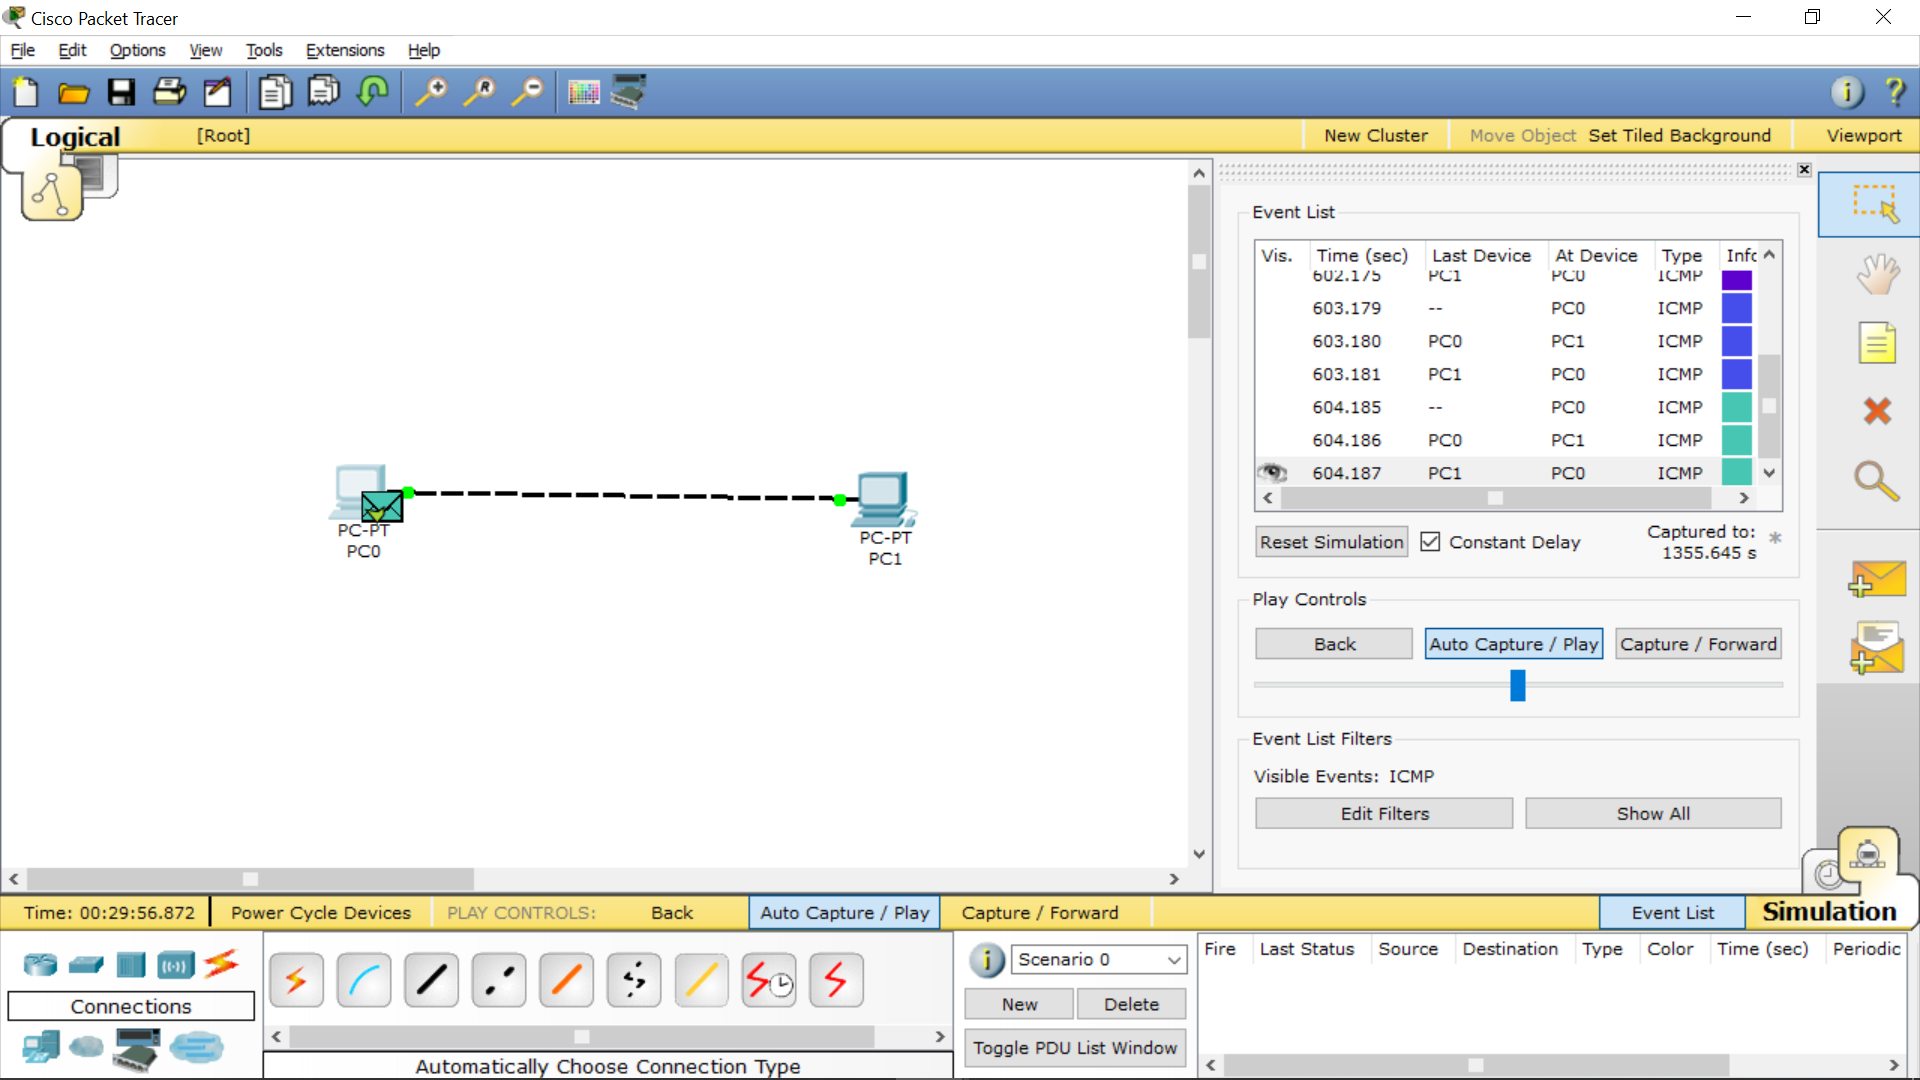 Cisco Packet Tracer
File Edit Options View Tools Extensions Help
Logical [Root] New Cluster Move Object Set Tiled Background Viewport
Event List
Vis. Time (sec) Last Device At Device Type Info
602.175 PC1 PC0 ICMP
603.179 -- PC0 ICMP
603.180 PC0 PC1 ICMP
603.181 PC1 PC0 ICMP
604.185 -- PC0 ICMP
604.186 PC0 PC1 ICMP
604.187 PC1 PC0 ICMP
PC-PT
PC0
PC-PT
PC1
Reset Simulation Constant Delay Captured to: *
1355.645 s
Play Controls
Back Auto Capture / Play Capture / Forward
Event List Filters
Visible Events: ICMP
Edit Filters Show All
Time: 00:29:56.872 Power Cycle Devices PLAY CONTROLS: Back Auto Capture / Play Capture / Forward Event List Simulation
Connections
Automatically Choose Connection Type
Scenario 0
New Delete
Toggle PDU List Window
Fire Last Status Source Destination Type Color Time (sec) Periodic